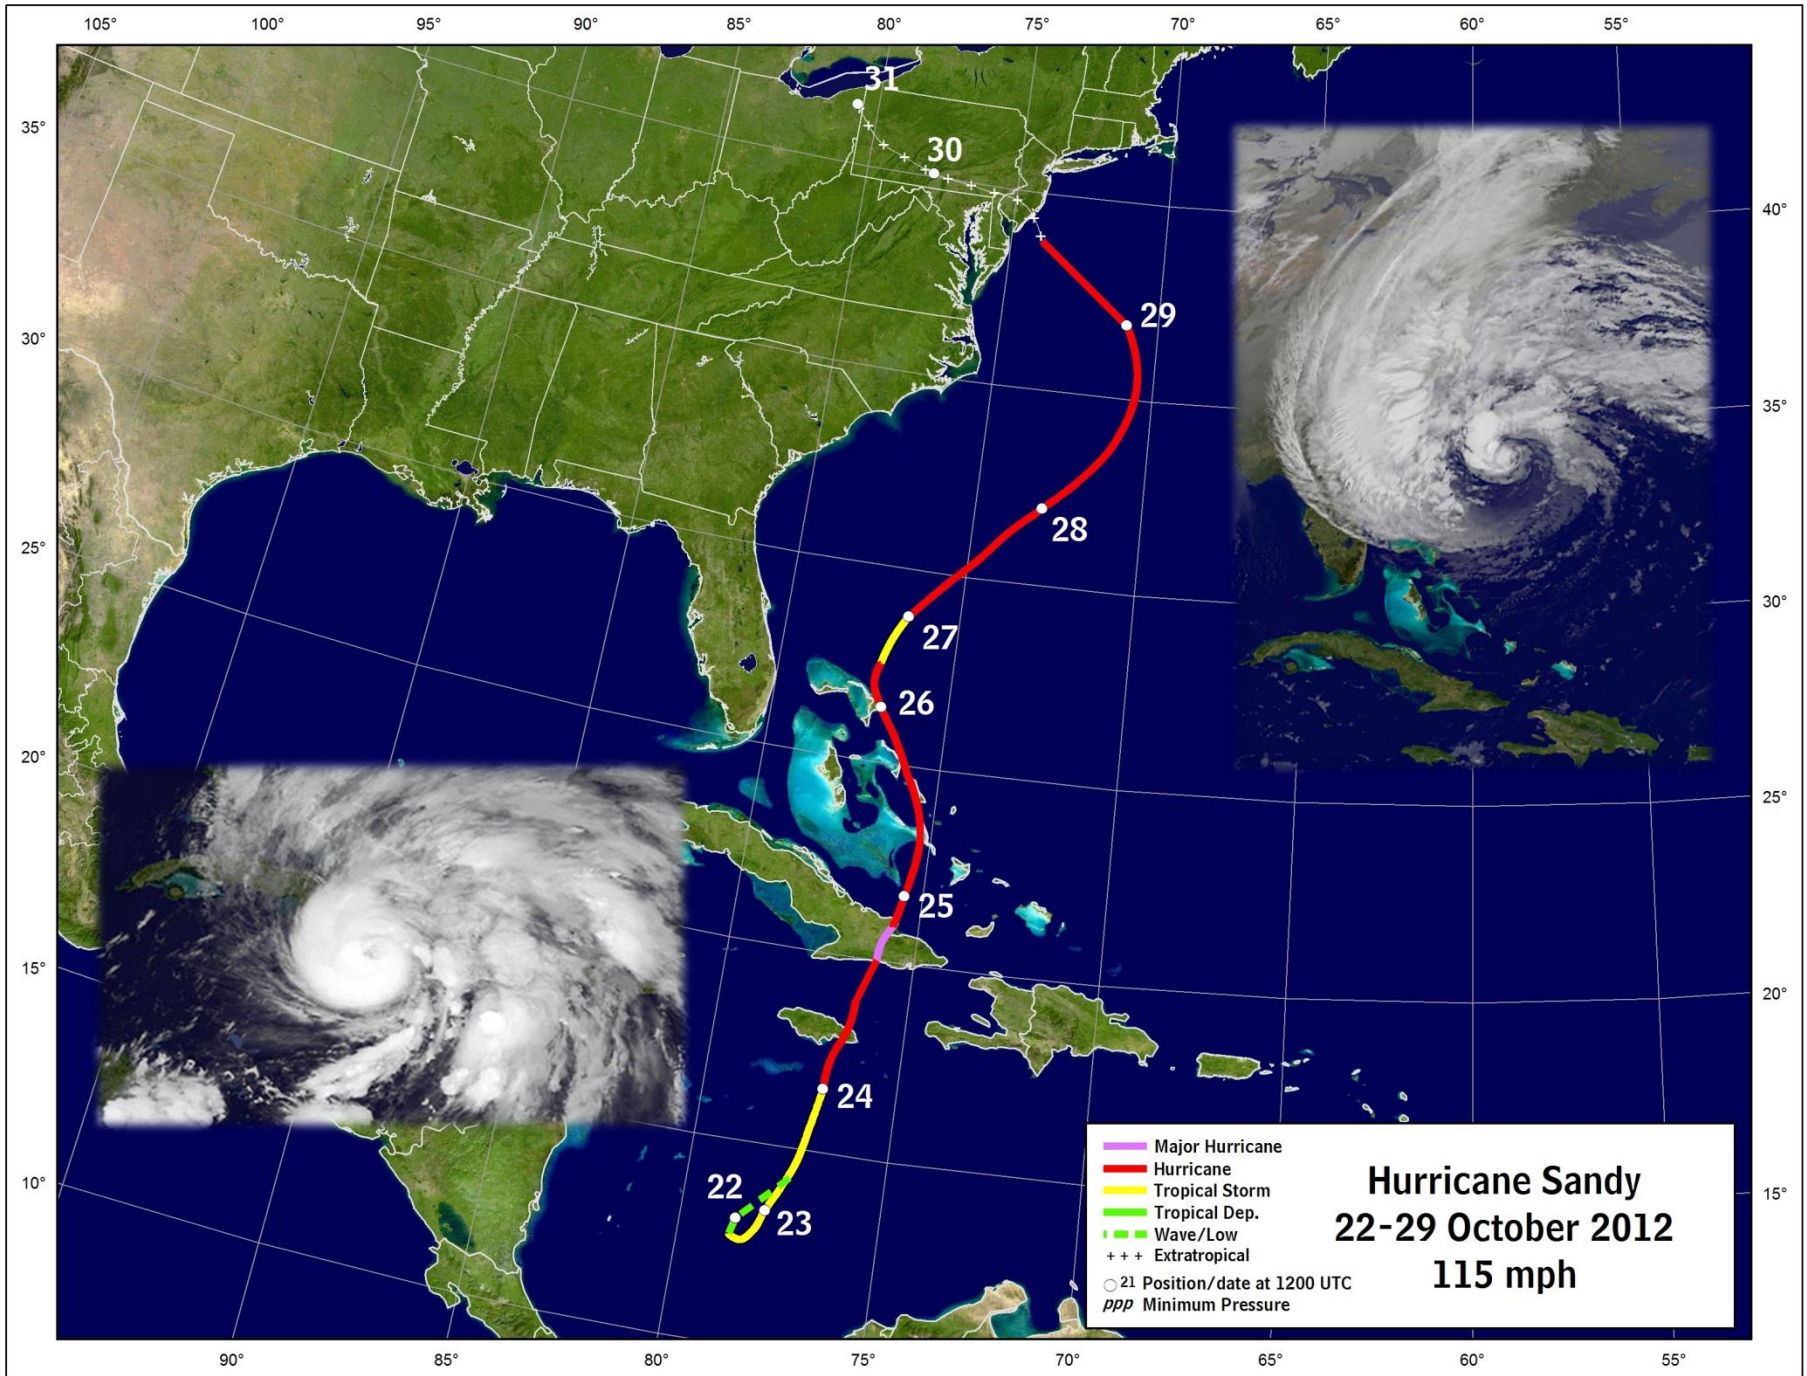 105° 100° 95° 90° 85° 80° 75° 70° 65° 60° 55°
35°
30°
25°
20°
15°
10°
40°
35°
30°
25°
20°
15°
31
30
29
28
27
26
25
24
22
23
Major Hurricane
Hurricane
Tropical Storm
Tropical Dep.
Wave/Low
+++ Extratropical
21 Position/date at 1200 UTC
ppp Minimum Pressure
Hurricane Sandy
22-29 October 2012
115 mph
90° 85° 80° 75° 70° 65° 60° 55°